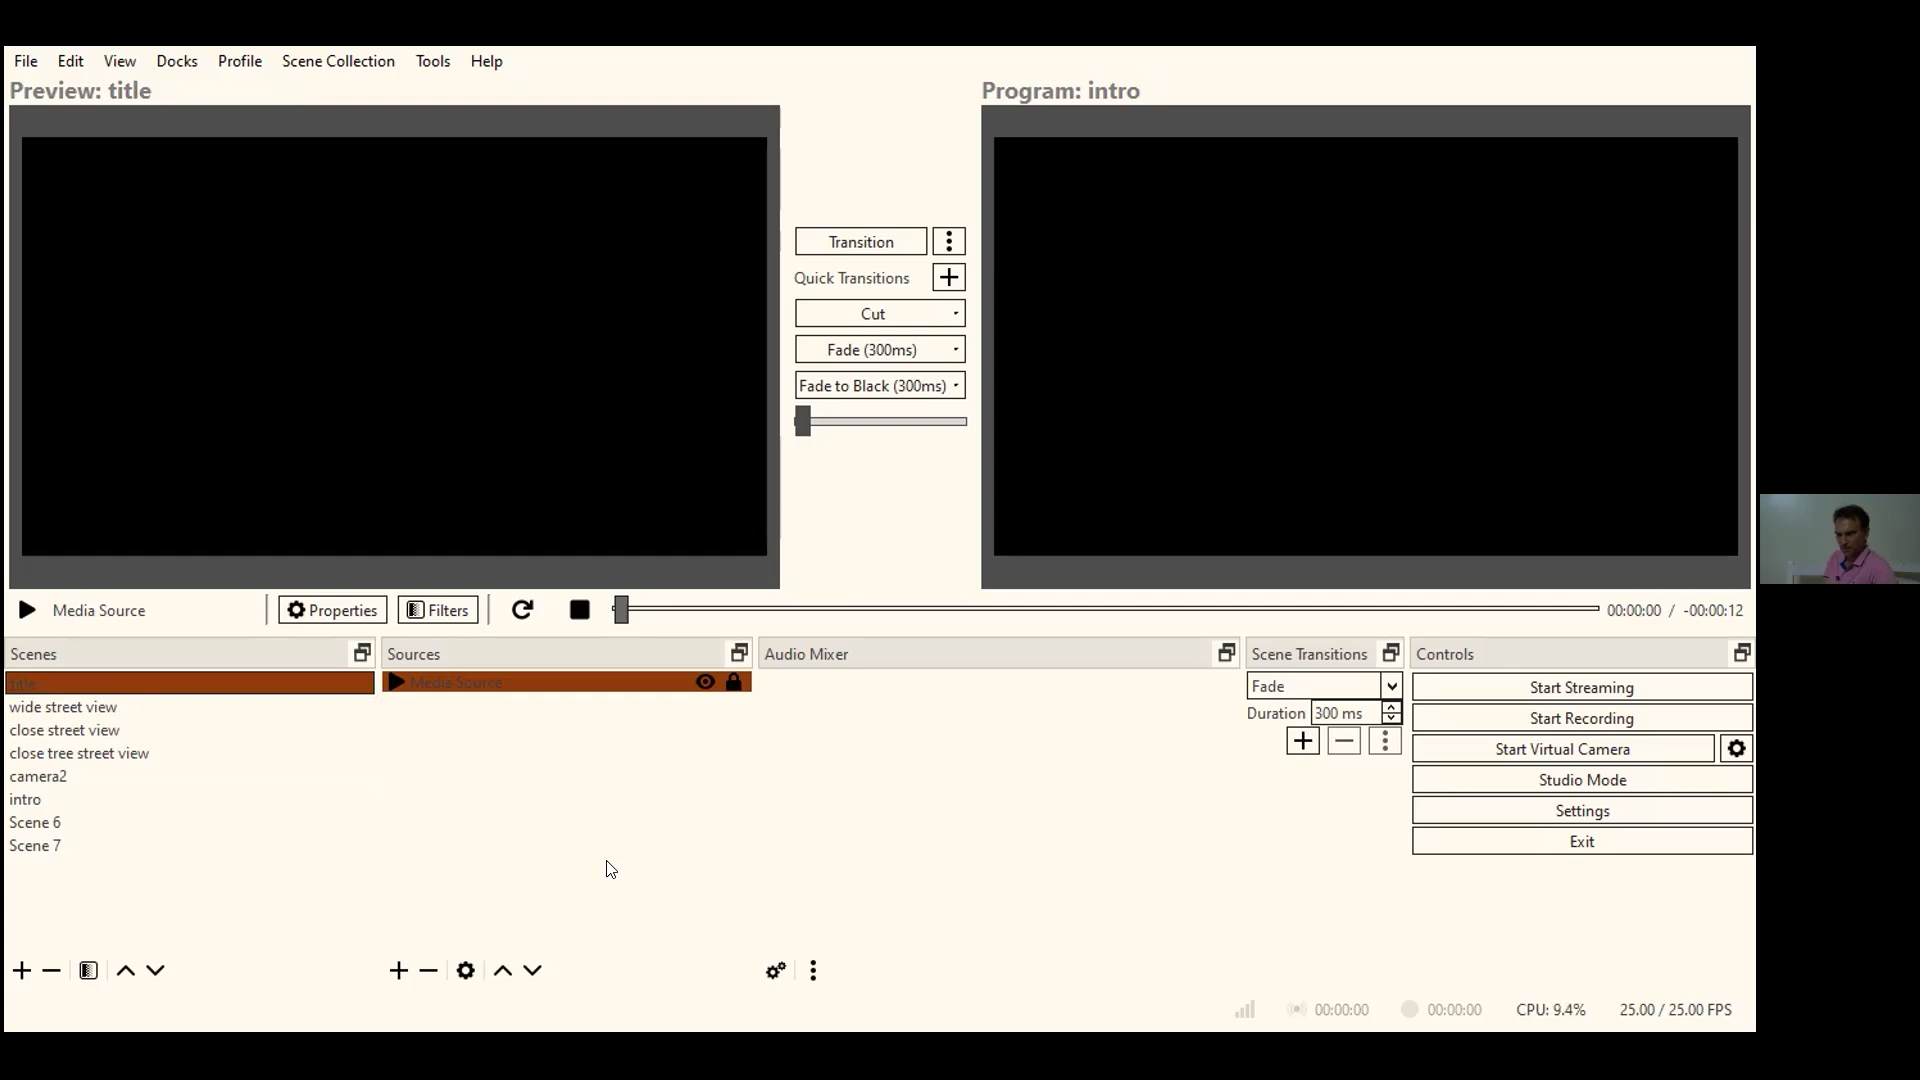 File Edit View Docks Profile Scene Collection Tools Help
Preview: title
Program: intro
Transition
Quick Transitions
Cut
Fade (300ms)
Fade to Black (300ms)
Media Source
Properties
Filters
00:00:00 / -00:00:12
Scenes
title
wide street view
close street view
close tree street view
camera2
intro
Scene 6
Scene 7
Sources
Media Source
Audio Mixer
Scene Transitions
Fade
Duration 300 ms
Controls
Start Streaming
Start Recording
Start Virtual Camera
Studio Mode
Settings
Exit
00:00:00
00:00:00
CPU: 9.4%
25.00 / 25.00 FPS